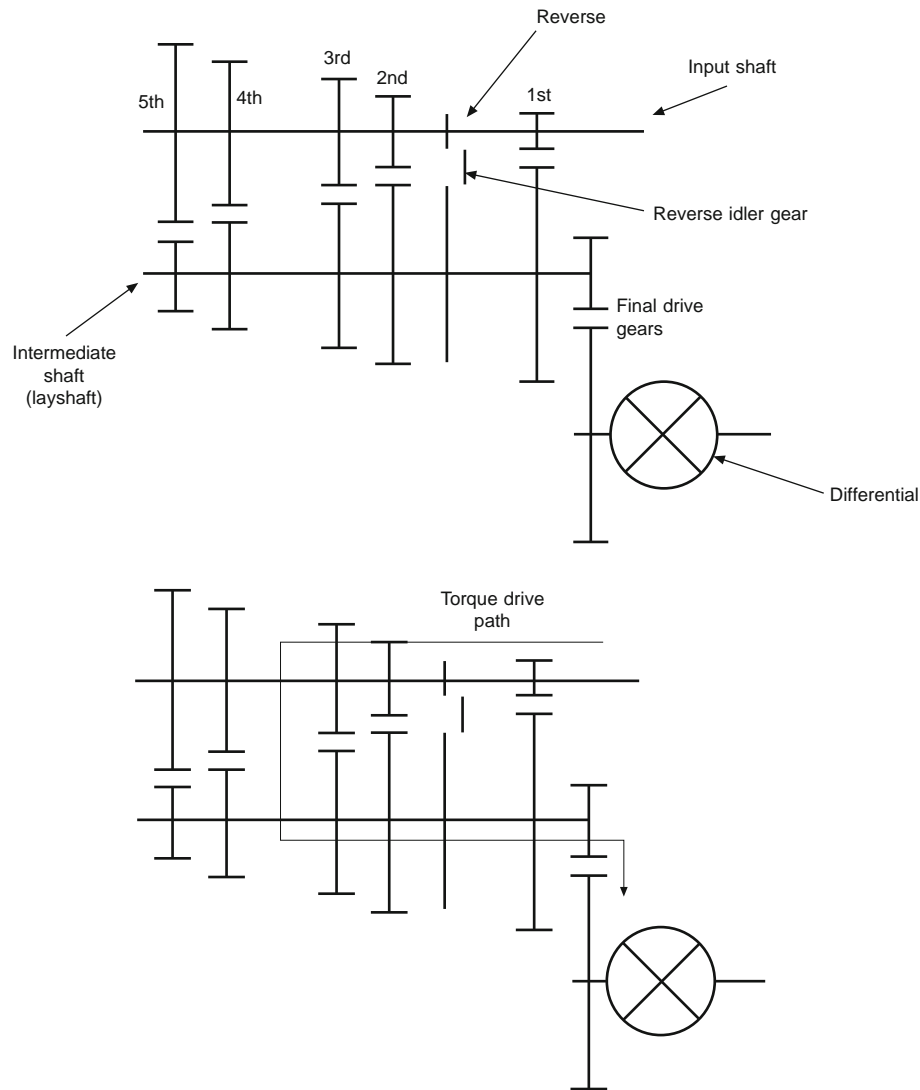 Reverse
3rd
2nd
Input shaft
5th
4th
1st
Reverse idler gear
Final drive
gears
Intermediate
shaft
(layshaft)
Differential
Torque drive
path